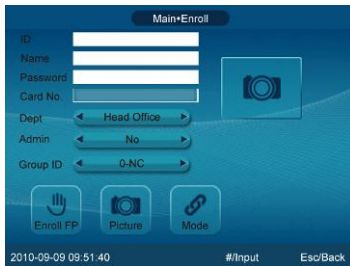 Main•Enroll
ID
Name
Password
Card No.
Dept Head Office
Admin No
Group ID 0-NC
Enroll FP Picture Mode
2010-09-09 09:51:40 #/Input Esc/Back